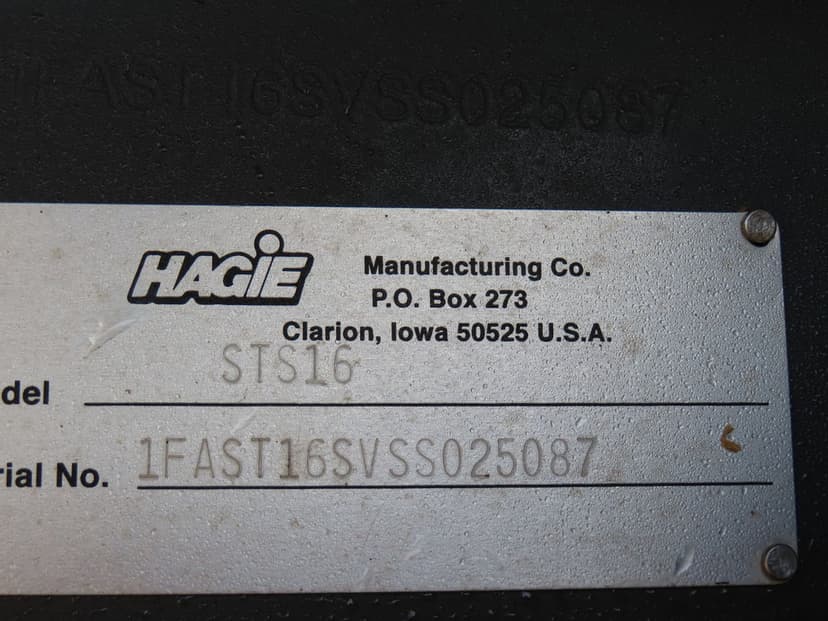 1FAST16SVSS025087
HAGIE Manufacturing Co.
P.O. Box 273
Clarion, Iowa 50525 U.S.A.
del STS16
rial No. 1FAST16SVSS025087